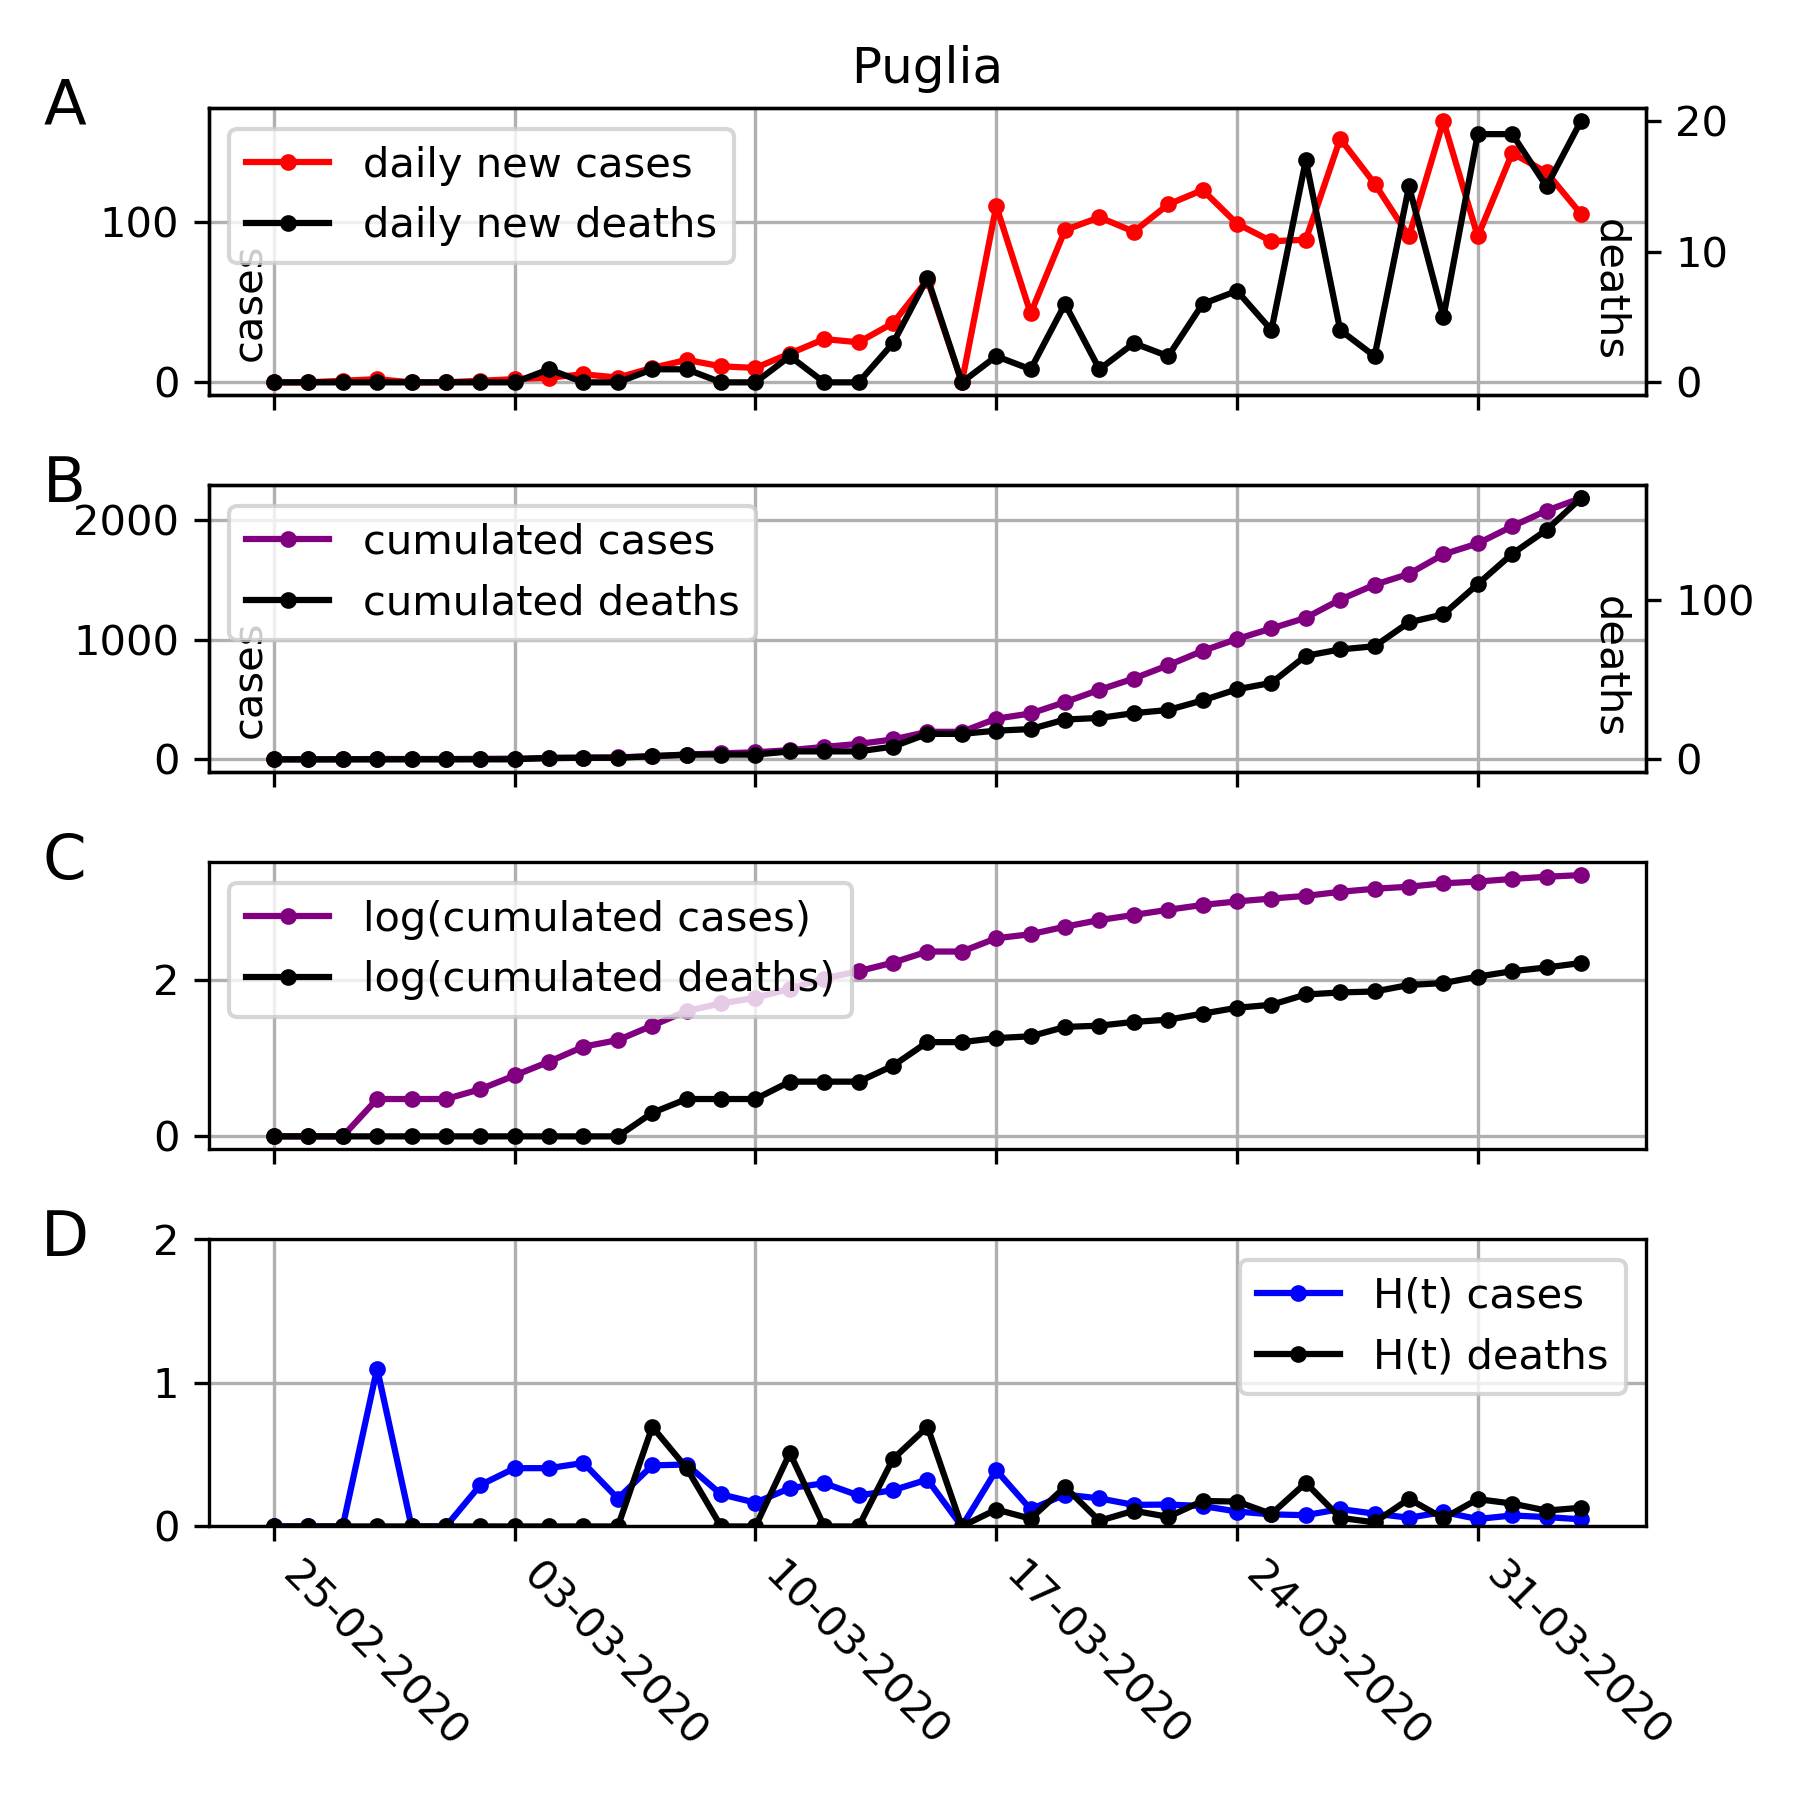 Puglia
A
daily new cases
daily new deaths
100
0
cases
20
10
0
deaths
B
cumulated cases
cumulated deaths
2000
1000
0
cases
100
0
deaths
C
log(cumulated cases)
log(cumulated deaths)
2
0
D
H(t) cases
H(t) deaths
2
1
0
25-02-2020
03-03-2020
10-03-2020
17-03-2020
24-03-2020
31-03-2020